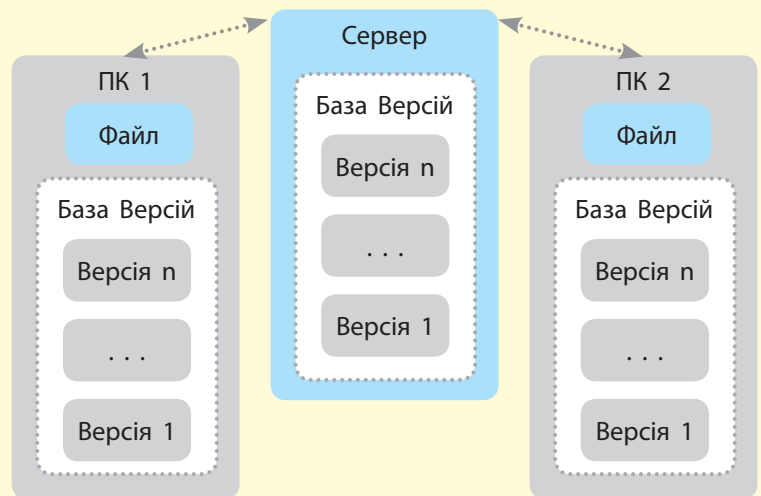 Сервер
База Версій
Версія n
. . .
Версія 1
ПК 1
Файл
База Версій
Версія n
. . .
Версія 1
ПК 2
Файл
База Версій
Версія n
. . .
Версія 1